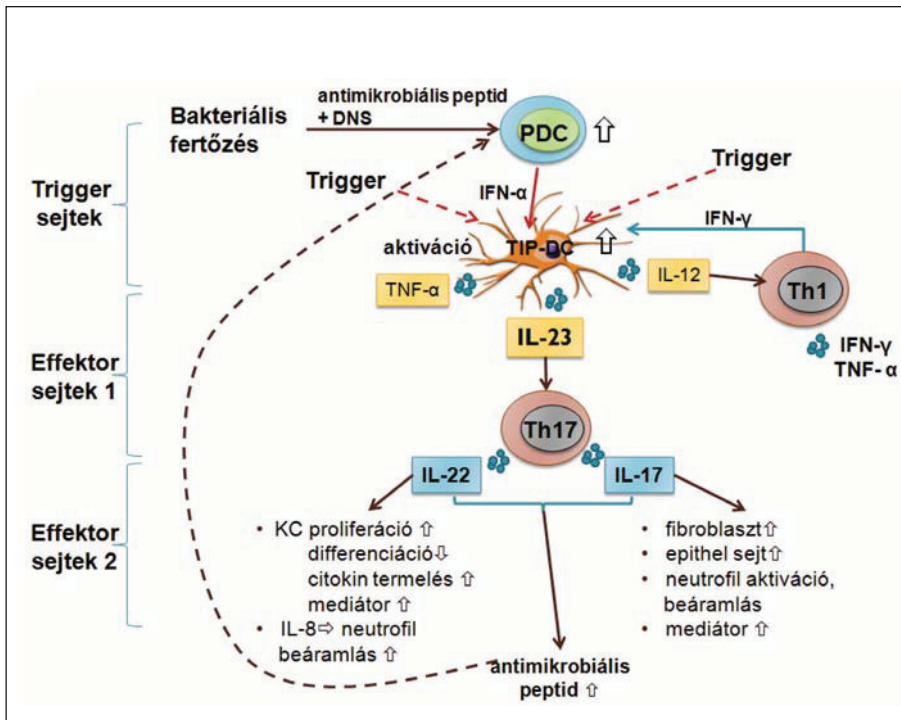 antimikrobiális peptid
+ DNS
Bakteriális
fertőzés
PDC ⇧
Trigger
sejtek
Trigger
Trigger
IFN-α
IFN-γ
aktiváció
TIP-DC ⇧
TNF-α
IL-12
Th1
IL-23
IFN-γ
TNF- α
Effektor
sejtek 1
Th17
IL-22
IL-17
Effektor
sejtek 2
• KC proliferáció ⇧
differenciáció⇩
citokin termelés ⇧
mediátor ⇧
• IL-8⇨ neutrofil
beáramlás ⇧
• fibroblaszt⇧
• epithel sejt⇧
• neutrofil aktiváció,
beáramlás
• mediátor ⇧
antimikrobiális
peptid ⇧